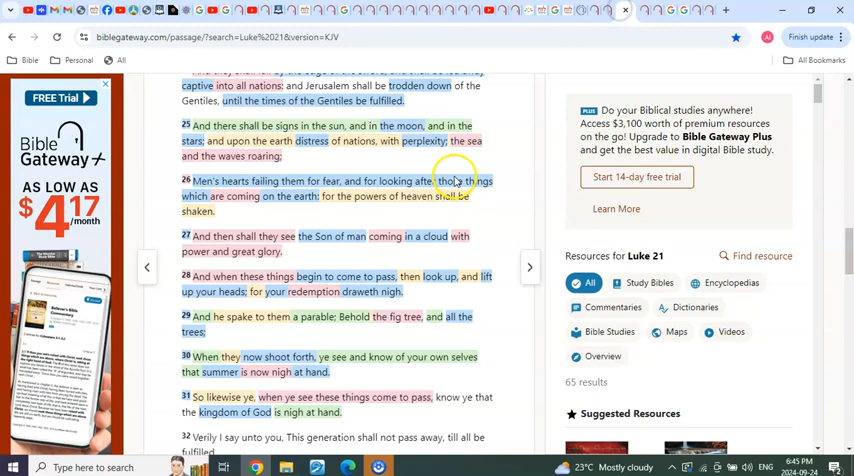 Finish update
biblegateway.com/passage/?search=Luke%2021&version=KJV
AI
Bible
Personal
All
All Bookmarks
FREE Trial
Bible
Gateway+
AS LOW AS
$4.17
/month
captive into all nations: and Jerusalem shall be trodden down of the
Gentiles, until the times of the Gentiles be fulfilled.
25 And there shall be signs in the sun, and in the moon, and in the
stars; and upon the earth distress of nations, with perplexity; the sea
and the waves roaring;
26 Men's hearts failing them for fear, and for looking after those things
which are coming on the earth: for the powers of heaven shall be
shaken.
27 And then shall they see the Son of man coming in a cloud with
power and great glory.
28 And when these things begin to come to pass, then look up, and lift
up your heads; for your redemption draweth nigh.
29 And he spake to them a parable; Behold the fig tree, and all the
trees;
30 When they now shoot forth, ye see and know of your own selves
that summer is now nigh at hand.
31 So likewise ye, when ye see these things come to pass, know ye that
the kingdom of God is nigh at hand.
32 Verily I say unto you, This generation shall not pass away, till all be
fulfilled.
PLUS Do your Biblical studies anywhere!
Access $3,100 worth of premium resources
on the go! Upgrade to Bible Gateway Plus
and get the best value in digital Bible study.
Start 14-day free trial
Learn More
Resources for Luke 21
Find resource
All
Study Bibles
Encyclopedias
Commentaries
Dictionaries
Bible Studies
Maps
Videos
Overview
65 results
Suggested Resources
Type here to search
23°C Mostly cloudy
6:45 PM
2024-09-24